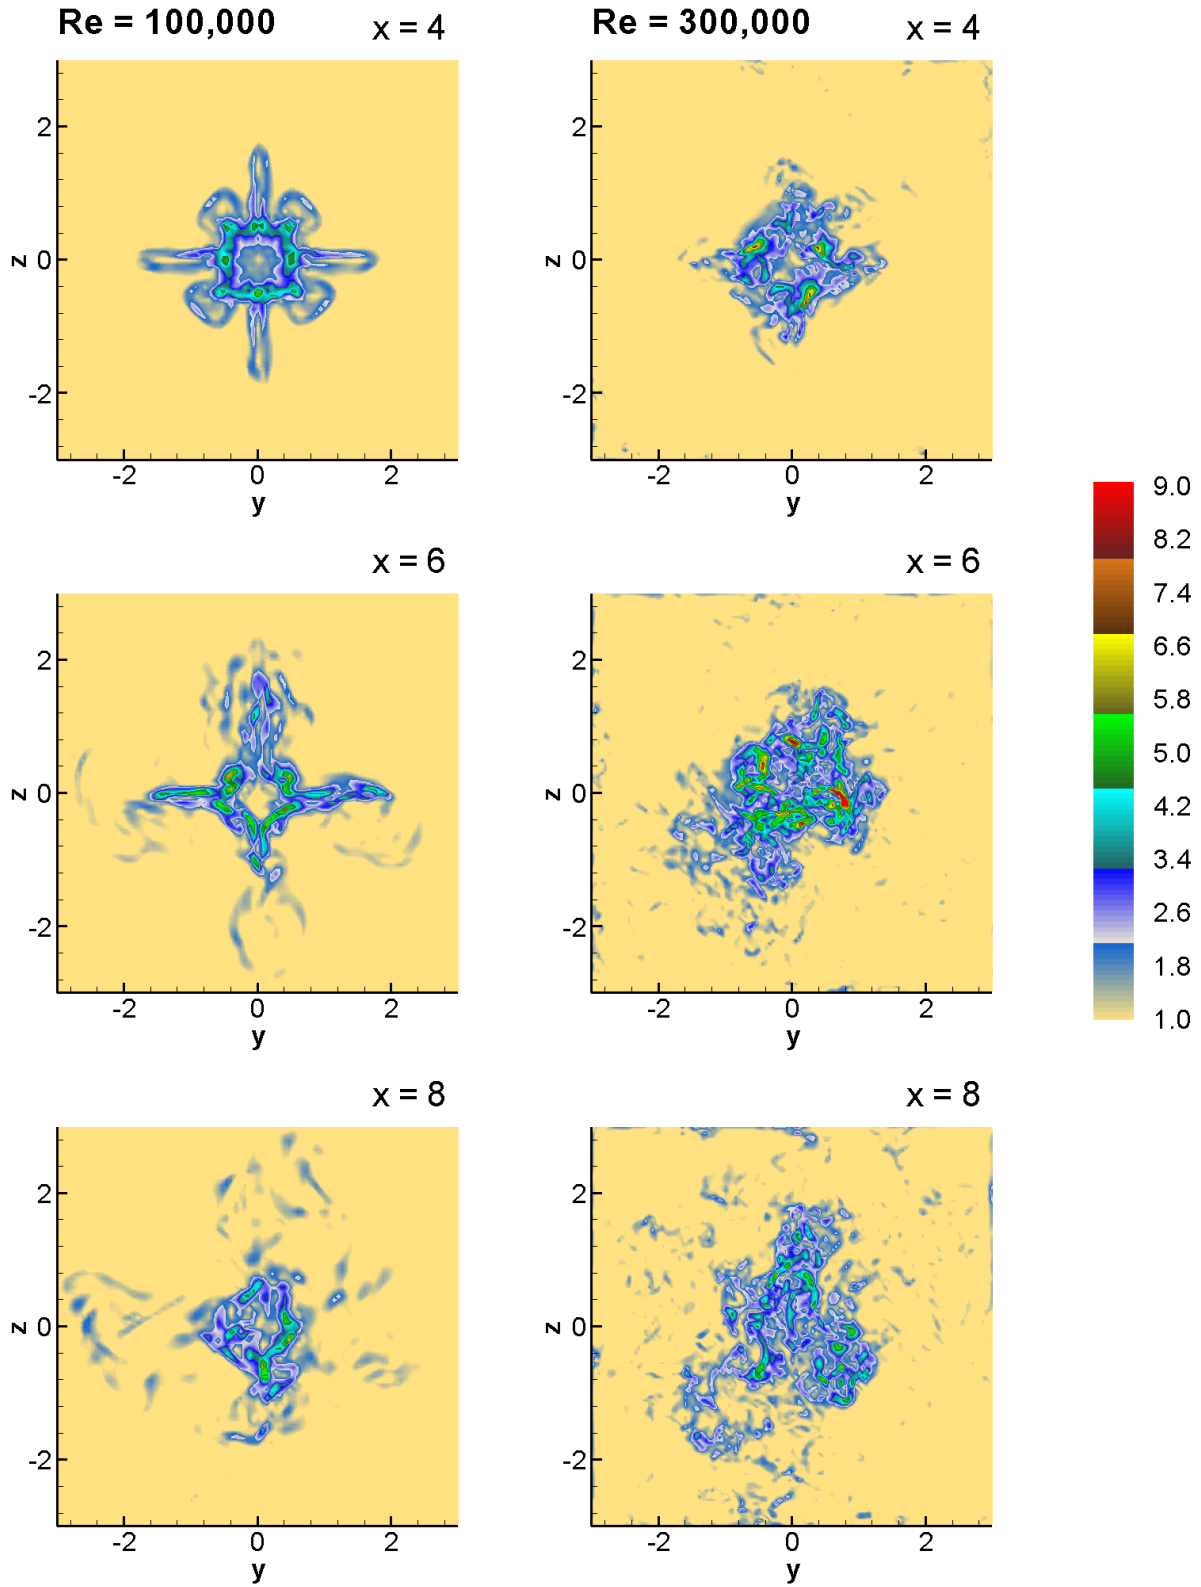 Re = 100,000 x = 4 Re = 300,000 x = 4
2 2
z 0 z 0
-2 -2
-2 0 2 -2 0 2
y y
9.0
8.2
7.4
6.6
5.8
5.0
4.2
3.4
2.6
1.8
1.0
x = 6 x = 6
2 2
z 0 z 0
-2 -2
-2 0 2 -2 0 2
y y
x = 8 x = 8
2 2
z 0 z 0
-2 -2
-2 0 2 -2 0 2
y y